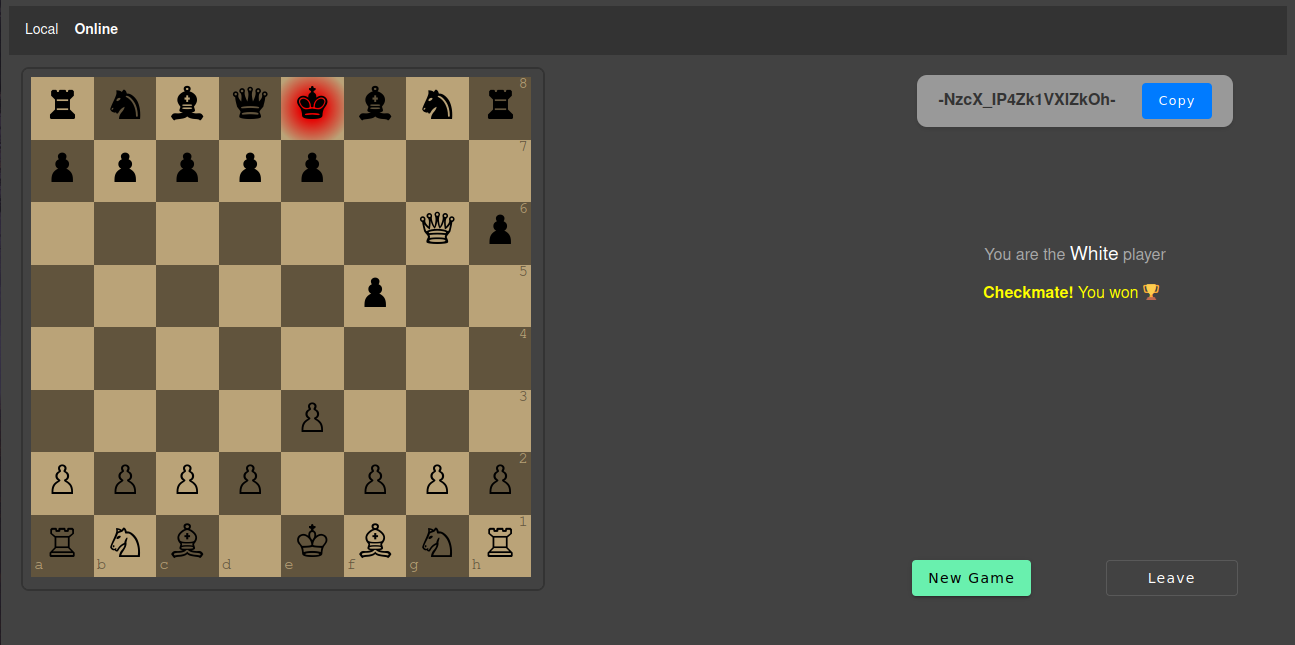 Local Online
8
7
6
5
4
3
2
1
a b c d e f g h
-NzcX_IP4Zk1VXIZkOh- Copy
You are the White player
Checkmate! You won 🏆
New Game Leave